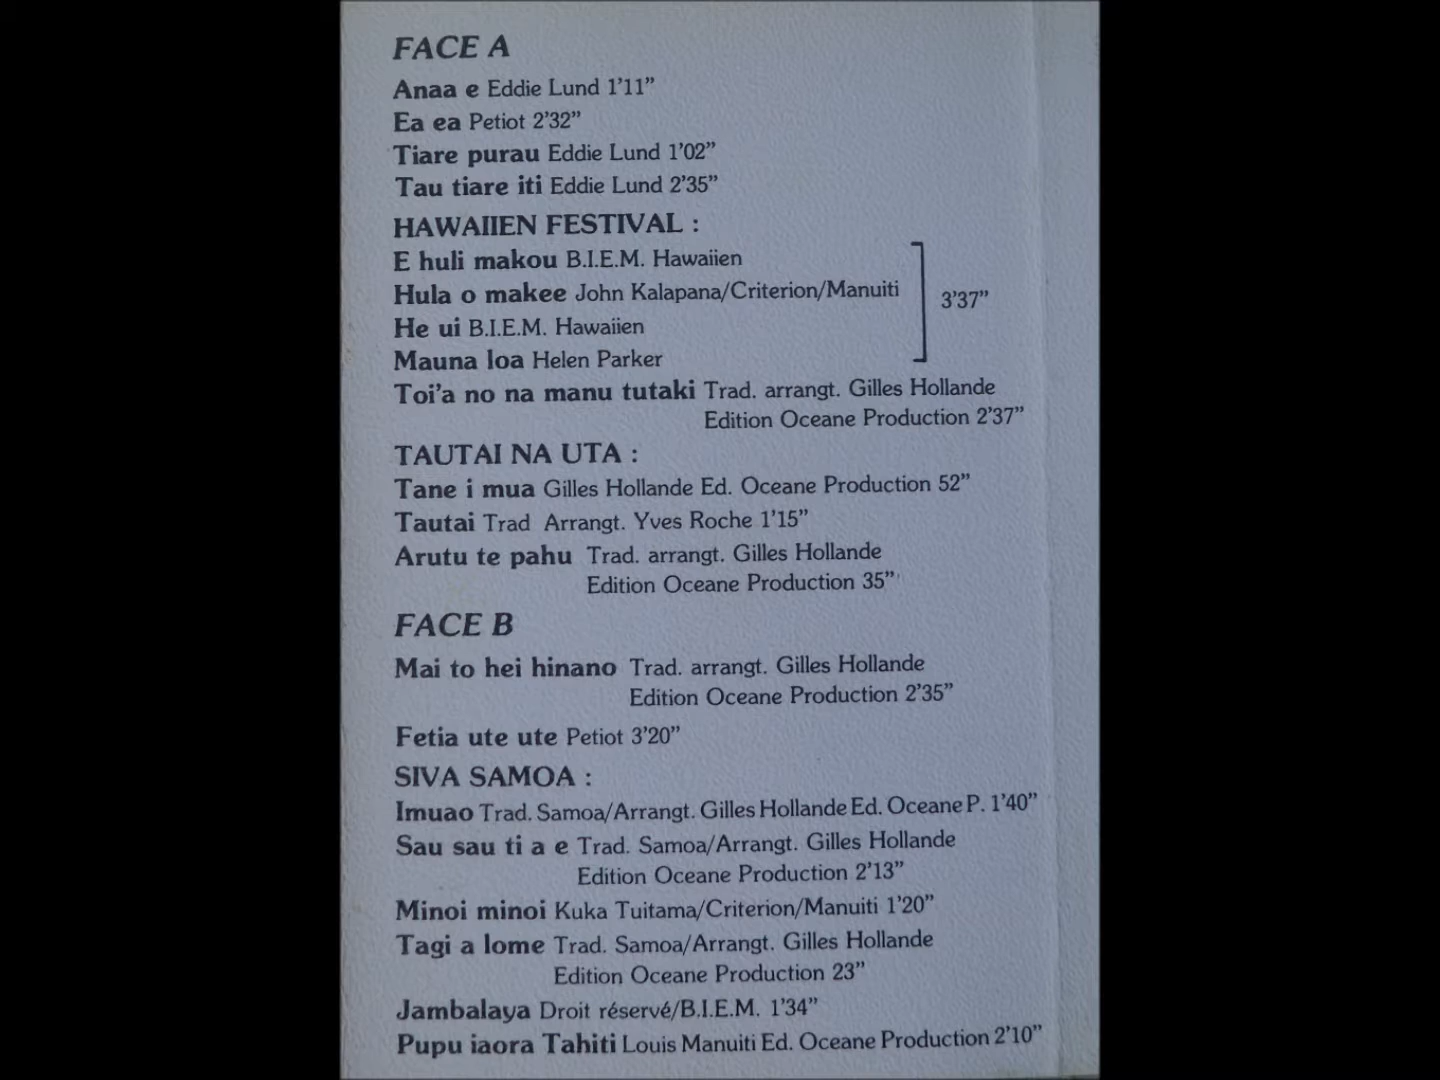 FACE A
Anaa e Eddie Lund 1'11"
Ea ea Petiot 2'32"
Tiare purau Eddie Lund 1'02"
Tau tiare iti Eddie Lund 2'35"
HAWAIIEN FESTIVAL :
E huli makou B.I.E.M. Hawaiien
Hula o makee John Kalapana/Criterion/Manuiti
3'37"
He ui B.I.E.M. Hawaiien
Mauna loa Helen Parker
Toi'a no na manu tutaki Trad. arrangt. Gilles Hollande
Edition Oceane Production 2'37"
TAUTAI NA UTA :
Tane i mua Gilles Hollande Ed. Oceane Production 52"
Tautai Trad Arrangt. Yves Roche 1'15"
Arutu te pahu Trad. arrangt. Gilles Hollande
Edition Oceane Production 35"
FACE B
Mai to hei hinano Trad. arrangt. Gilles Hollande
Edition Oceane Production 2'35"
Fetia ute ute Petiot 3'20"
SIVA SAMOA :
Imuao Trad. Samoa/Arrangt. Gilles Hollande Ed. Oceane P. 1'40"
Sau sau ti a e Trad. Samoa/Arrangt. Gilles Hollande
Edition Oceane Production 2'13"
Minoi minoi Kuka Tuitama/Criterion/Manuiti 1'20"
Tagi a lome Trad. Samoa/Arrangt. Gilles Hollande
Edition Oceane Production 23"
Jambalaya Droit réservé/B.I.E.M. 1'34"
Pupu iaora Tahiti Louis Manuiti Ed. Oceane Production 2'10"